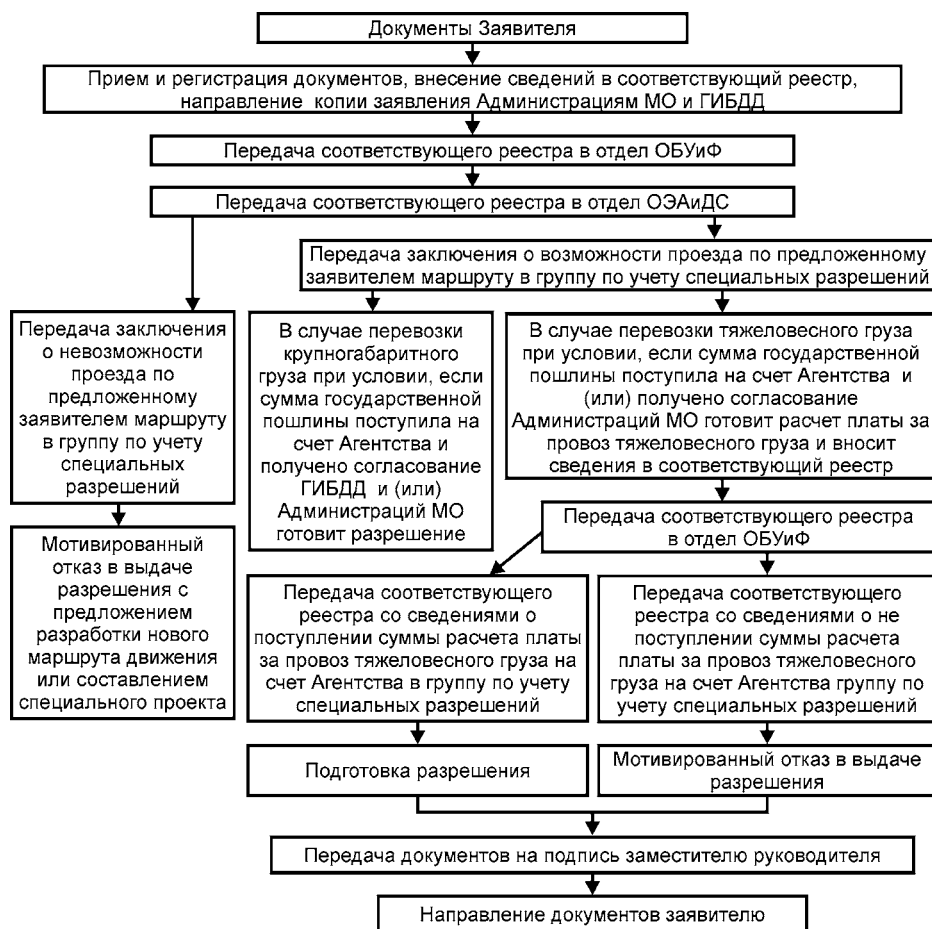 Документы Заявителя
Прием и регистрация документов, внесение сведений в соответствующий реестр,
направление копии заявления Администрациям МО и ГИБДД
Передача соответствующего реестра в отдел ОБУиФ
Передача соответствующего реестра в отдел ОЭАиДС
Передача заключения о возможности проезда по предложенному
заявителем маршруту в группу по учету специальных разрешений
Передача заключения
о невозможности
проезда по
предложенному
заявителем маршруту
в группу по учету
специальных
разрешений
В случае перевозки
крупногабаритного
груза при условии, если
сумма государственной
пошлины поступила на
счет Агентства и
получено согласование
ГИБДД и (или)
Администраций МО
готовит разрешение
В случае перевозки тяжеловесного груза
при условии, если сумма государственной
пошлины поступила на счет Агентства и
(или) получено согласование
Администраций МО готовит расчет платы за
провоз тяжеловесного груза и вносит
сведения в соответствующий реестр
Мотивированный
отказ в выдаче
разрешения с
предложением
разработки нового
маршрута движения
или составлением
специального проекта
Передача соответствующего реестра
в отдел ОБУиФ
Передача соответствующего
реестра со сведениями о
поступлении суммы расчета платы
за провоз тяжеловесного груза на
счет Агентства в группу по учету
специальных разрешений
Передача соответствующего
реестра со сведениями о не
поступлении суммы расчета
платы за провоз тяжеловесного
груза на счет Агентства группу по
учету специальных разрешений
Подготовка разрешения
Мотивированный отказ в выдаче
разрешения
Передача документов на подпись заместителю руководителя
Направление документов заявителю